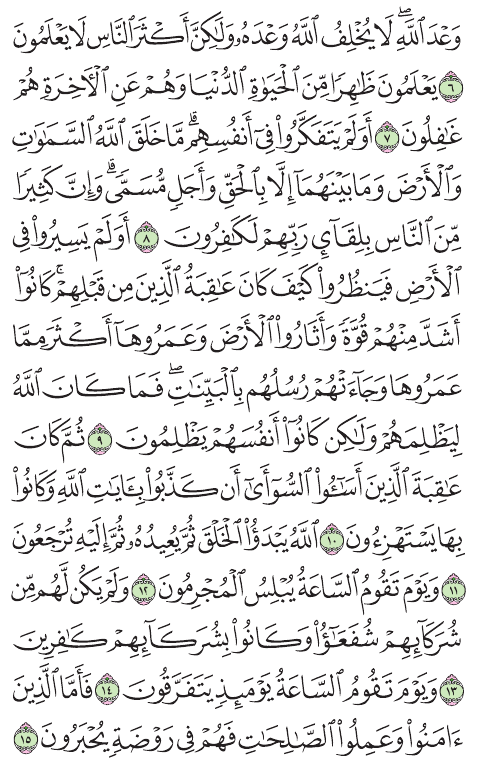 وَعْدَ ٱللَّهِۖ لَا يُخْلِفُ ٱللَّهُ وَعْدَهُۥ وَلَٰكِنَّ أَكْثَرَ ٱلنَّاسِ لَا يَعْلَمُونَ
٦ يَعْلَمُونَ ظَٰهِرًا مِّنَ ٱلْحَيَوٰةِ ٱلدُّنْيَا وَهُمْ عَنِ ٱلْأٓخِرَةِ هُمْ
غَٰفِلُونَ ٧ أَوَلَمْ يَتَفَكَّرُوا۟ فِىٓ أَنفُسِهِمۗ مَّا خَلَقَ ٱللَّهُ ٱلسَّمَٰوَٰتِ
وَٱلْأَرْضَ وَمَا بَيْنَهُمَآ إِلَّا بِٱلْحَقِّ وَأَجَلٍ مُّسَمًّىۗ وَإِنَّ كَثِيرًا
مِّنَ ٱلنَّاسِ بِلِقَآئِ رَبِّهِمْ لَكَٰفِرُونَ ٨ أَوَلَمْ يَسِيرُوا۟ فِى
ٱلْأَرْضِ فَيَنظُرُوا۟ كَيْفَ كَانَ عَٰقِبَةُ ٱلَّذِينَ مِن قَبْلِهِمْۚ كَانُوٓا۟
أَشَدَّ مِنْهُمْ قُوَّةً وَأَثَارُوا۟ ٱلْأَرْضَ وَعَمَرُوهَآ أَكْثَرَ مِمَّا
عَمَرُوهَا وَجَآءَتْهُمْ رُسُلُهُم بِٱلْبَيِّنَٰتِۖ فَمَا كَانَ ٱللَّهُ
لِيَظْلِمَهُمْ وَلَٰكِن كَانُوٓا۟ أَنفُسَهُمْ يَظْلِمُونَ ٩ ثُمَّ كَانَ
عَٰقِبَةَ ٱلَّذِينَ أَسَٰٓـُٔوا۟ ٱلسُّوٓأَىٰٓ أَن كَذَّبُوا۟ بِـَٔايَٰتِ ٱللَّهِ وَكَانُوا۟
بِهَا يَسْتَهْزِءُونَ ١٠ ٱللَّهُ يَبْدَؤُا۟ ٱلْخَلْقَ ثُمَّ يُعِيدُهُۥ ثُمَّ إِلَيْهِ تُرْجَعُونَ
١١ وَيَوْمَ تَقُومُ ٱلسَّاعَةُ يُبْلِسُ ٱلْمُجْرِمُونَ ١٢ وَلَمْ يَكُن لَّهُم مِّن
شُرَكَآئِهِمْ شُفَعَٰٓؤُا۟ وَكَانُوا۟ بِشُرَكَآئِهِمْ كَٰفِرِينَ
١٣ وَيَوْمَ تَقُومُ ٱلسَّاعَةُ يَوْمَئِذٍ يَتَفَرَّقُونَ ١٤ فَأَمَّا ٱلَّذِينَ
ءَامَنُوا۟ وَعَمِلُوا۟ ٱلصَّٰلِحَٰتِ فَهُمْ فِى رَوْضَةٍ يُحْبَرُونَ ١٥